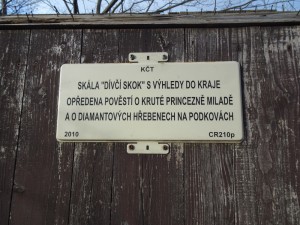 KČT
SKÁLA "DÍVČÍ SKOK" S VÝHLEDY DO KRAJE
OPŘEDENA POVĚSTÍ O KRUTÉ PRINCEZNĚ MILADĚ
A O DIAMANTOVÝCH HŘEBENECH NA PODKOVÁCH
2010 CR210p